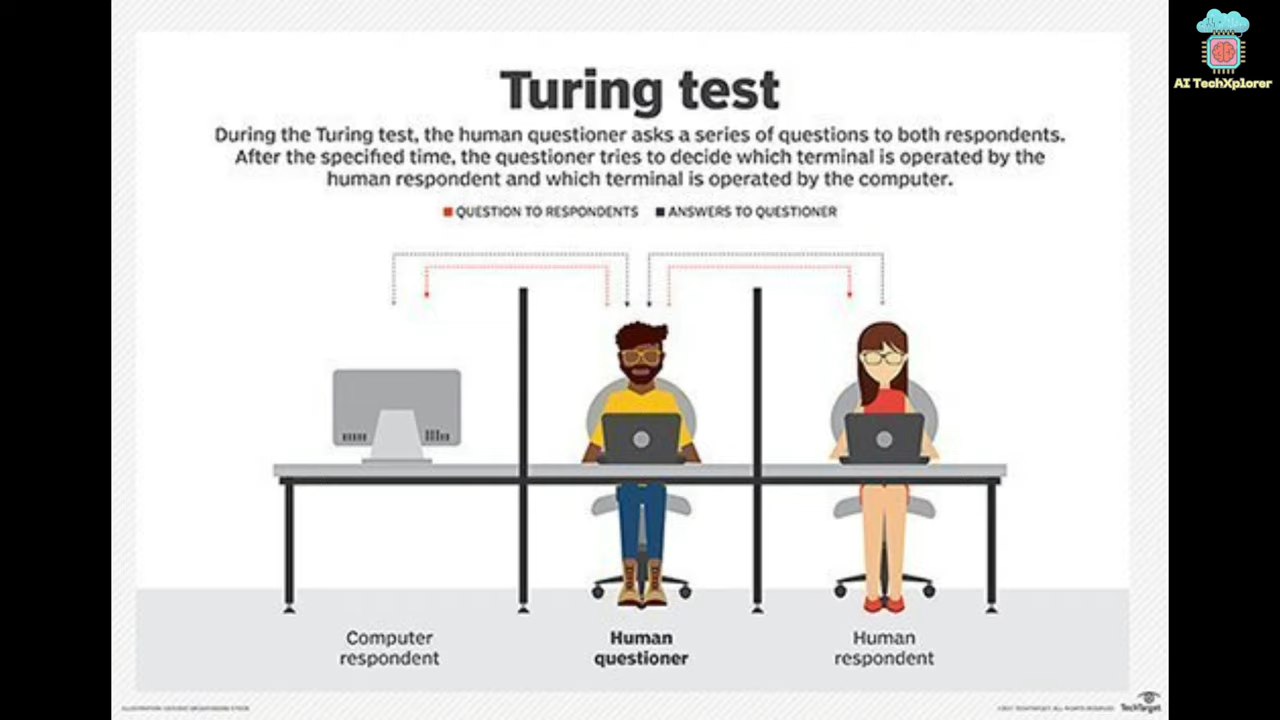 Turing test
During the Turing test, the human questioner asks a series of questions to both respondents.
After the specified time, the questioner tries to decide which terminal is operated by the
human respondent and which terminal is operated by the computer.
QUESTION TO RESPONDENTS ANSWERS TO QUESTIONER
Computer
respondent
Human
questioner
Human
respondent
TechTarget
AI TechXplorer